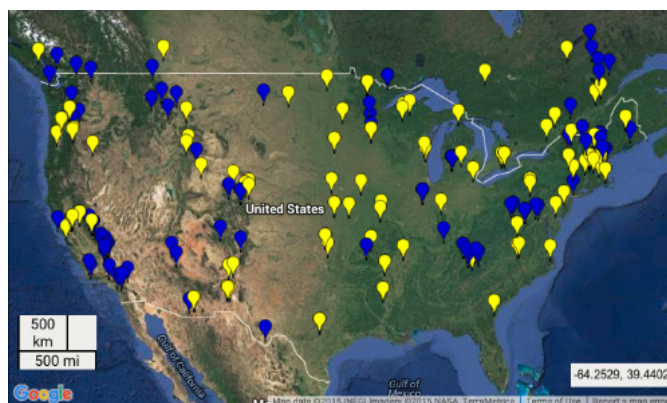 United States
500
km
500 mi
Gulf of California
Gulf of
Mexico
-64.2529, 39.4402
Google
Map data ©2015 INEGI Imagery ©2015 NASA, TerraMetrics
Terms of Use
Report a map error